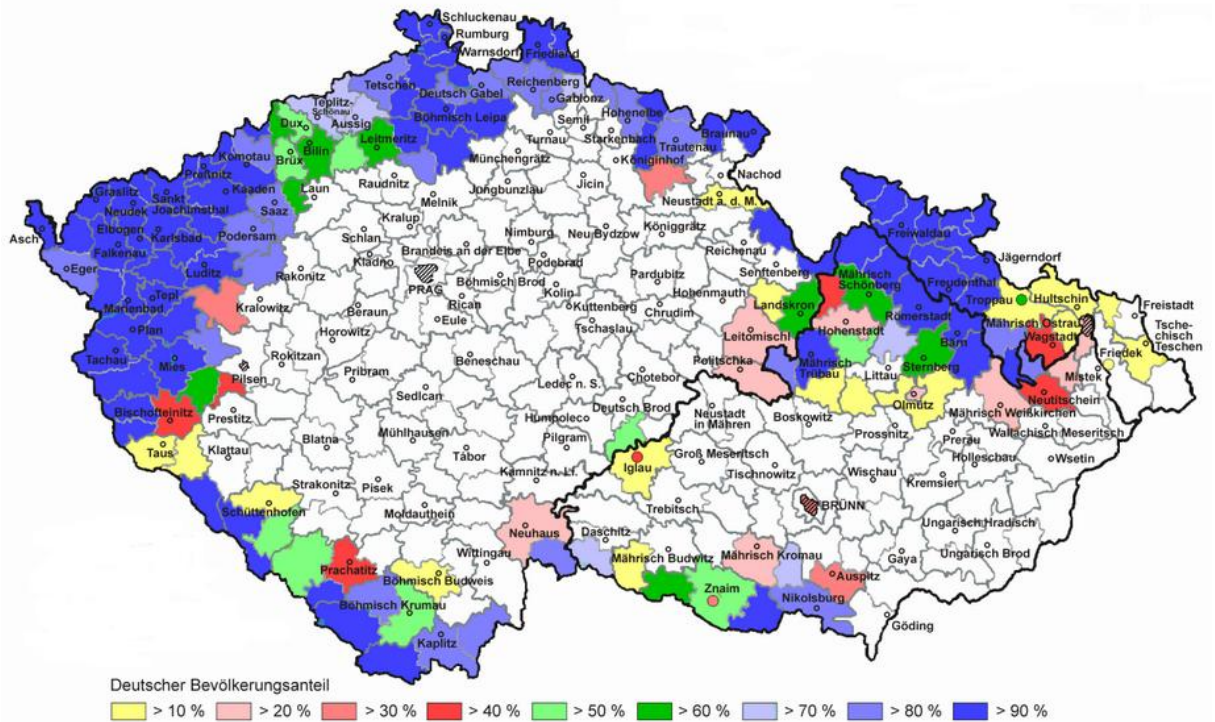 Schluckenau
Rumburg
Warnsdorf
Friedland
Tetschen
Deutsch Gabel
Reichenberg
Gablonz
Böhmisch Leipa
Teplitz-
Schönau
Aussig
Dux
Bilin
Brüx
Leitmeritz
Semil
Starkenbach
Hohenelbe
Trautenau
Braunau
Turnau
Münchengrätz
Königinhof
Komotau
Preßnitz
Kaaden
Saaz
Laun
Raudnitz
Melnik
Jungbunzlau
Jicin
Nachod
Neustadt a. d. M.
Graslitz
Sankt
Joachimsthal
Neudek
Elbogen
Karlsbad
Falkenau
Asch
Eger
Podersam
Luditz
Rakonitz
Schlan
Kladno
Kralup
Brandeis an der Elbe
Nimburg
Neu Bydzow
Königgrätz
Reichenau
Senftenberg
Podebrad
PRAG
Böhmisch Brod
Kolin
Kuttenberg
Pardubitz
Hohenmauth
Chrudim
Tschaslau
Rican
Eule
Beraun
Horowitz
Kralowitz
Marienbad
Tepl
Plan
Tachau
Mies
Pilsen
Rokitzan
Pribram
Beneschau
Bischofteinitz
Prestitz
Taus
Klattau
Blatna
Sedlcan
Mühlhausen
Tábor
Ledec n. S.
Chotebor
Deutsch Brod
Humpolec
Pilgram
Kamnitz n. Lf.
Schüttenhofen
Strakonitz
Pisek
Moldauthein
Prachatitz
Böhmisch Budweis
Wittingau
Neuhaus
Böhmisch Krumau
Kaplitz
Landskron
Leitomischl
Politschka
Mährisch
Schönberg
Hohenstadt
Mährisch
Trübau
Littau
Römerstadt
Sternberg
Bärn
Olmütz
Freiwaldau
Freudenthal
Jägerndorf
Troppau
Hultschin
Mährisch Ostrau
Wagstadt
Freistadt
Tsche-
chisch
Teschen
Friedek
Mistek
Neutitschein
Mährisch Weißkirchen
Walachisch Meseritsch
Wsetin
Prerau
Holleschau
Kremsier
Prossnitz
Boskowitz
Neustadt
in Mähren
Iglau
Groß Meseritsch
Tischnowitz
Wischau
BRÜNN
Trebitsch
Daschitz
Mährisch Budwitz
Mährisch Kromau
Znaim
Auspitz
Nikolsburg
Gaya
Göding
Ungarisch Hradisch
Ungarisch Brod
Deutscher Bevölkerungsanteil
> 10 % > 20 % > 30 % > 40 % > 50 % > 60 % > 70 % > 80 % > 90 %